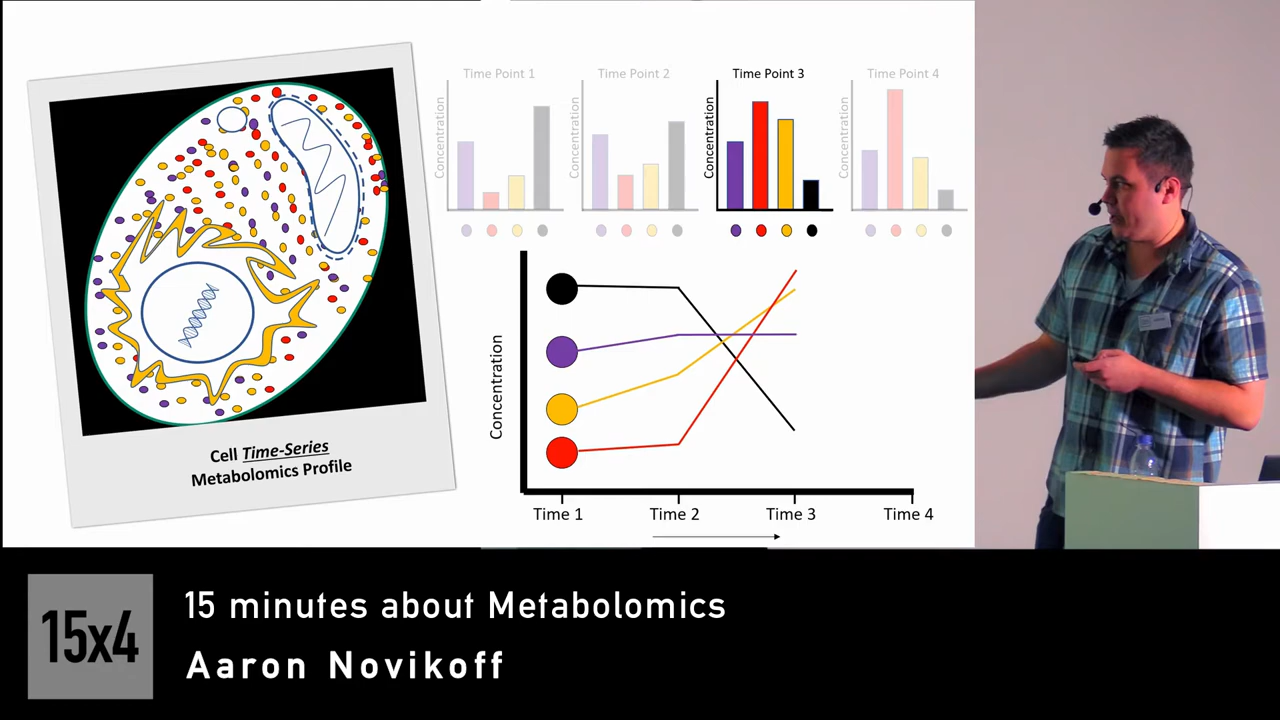 Time Point 1
Time Point 2
Time Point 3
Time Point 4
Concentration
Concentration
Concentration
Concentration
Cell Time-Series
Metabolomics Profile
Concentration
Time 1
Time 2
Time 3
Time 4
15x4
15 minutes about Metabolomics
Aaron Novikoff